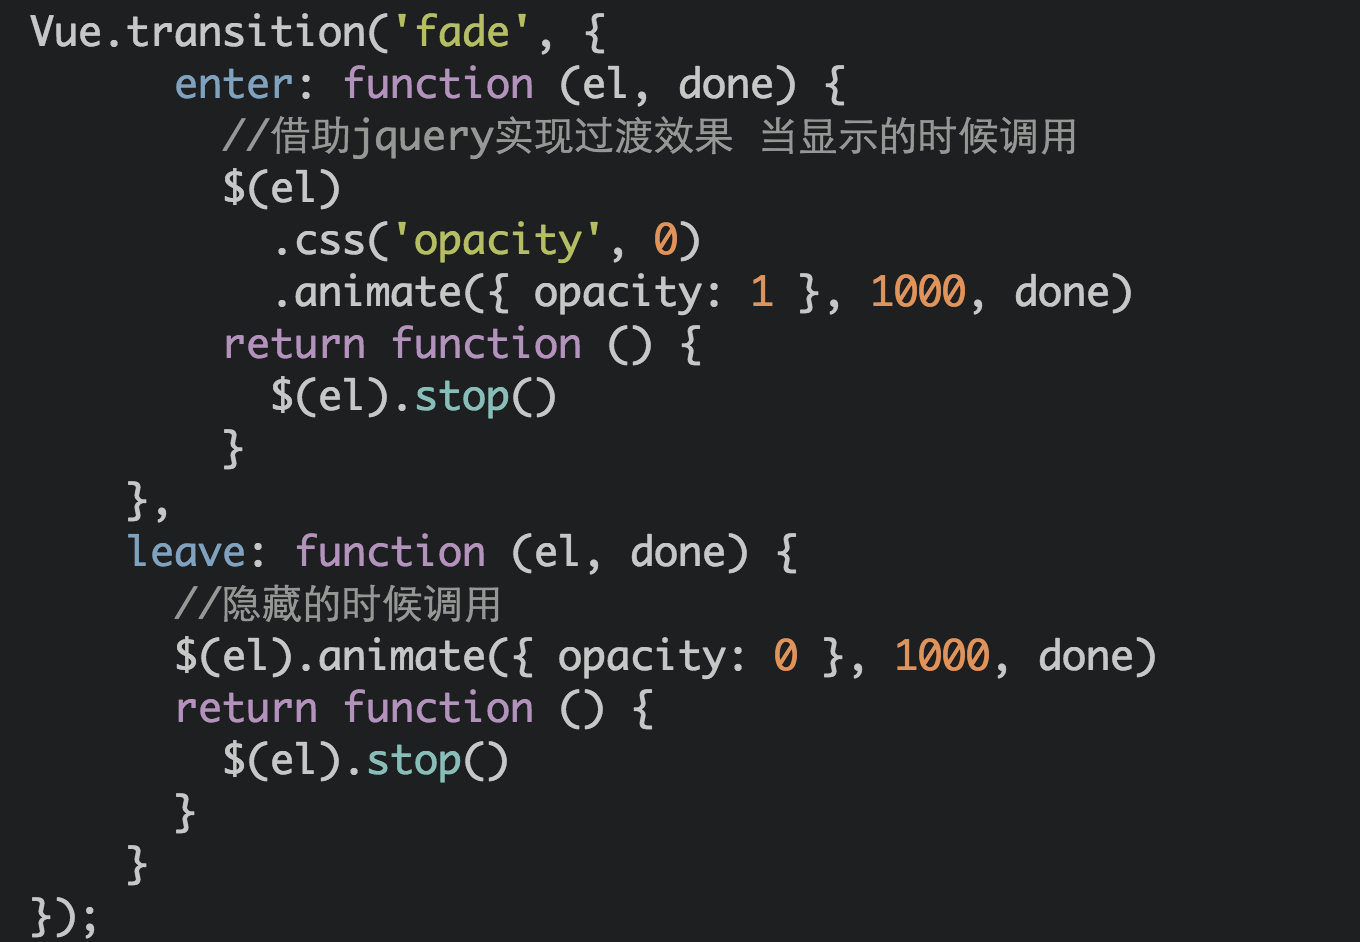 Vue.transition('fade', {
enter: function (el, done) {
//借助jquery实现过渡效果 当显示的时候调用
$(el)
.css('opacity', 0)
.animate({ opacity: 1 }, 1000, done)
return function () {
$(el).stop()
}
},
leave: function (el, done) {
//隐藏的时候调用
$(el).animate({ opacity: 0 }, 1000, done)
return function () {
$(el).stop()
}
}
});